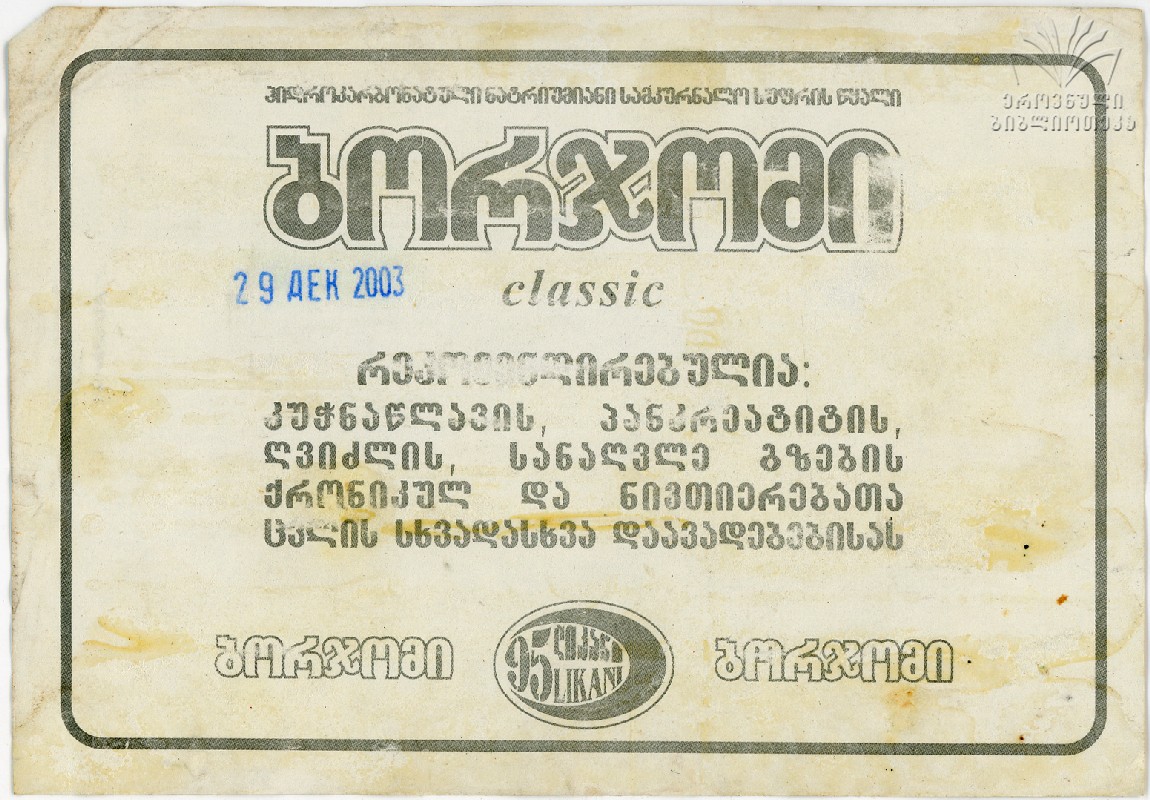 ჰიდროკარბონატული ნატრიუმიანი სამკურნალო სუფრის წყალი
ეროვნული
ბიბლიოთეკა
ბორჯომი
29 ДЕК 2003
classic
რეკომენდირებულია:
კუჭნაწლავის, პანკრეატიტის,
ღვიძლის, სანაღვლე გზების
ქრონიკულ და ნივთიერებათა
ცვლის სხვადასხვა დაავადებებისას
ბორჯომი
95 ლიკანი
LIKANI
ბორჯომი